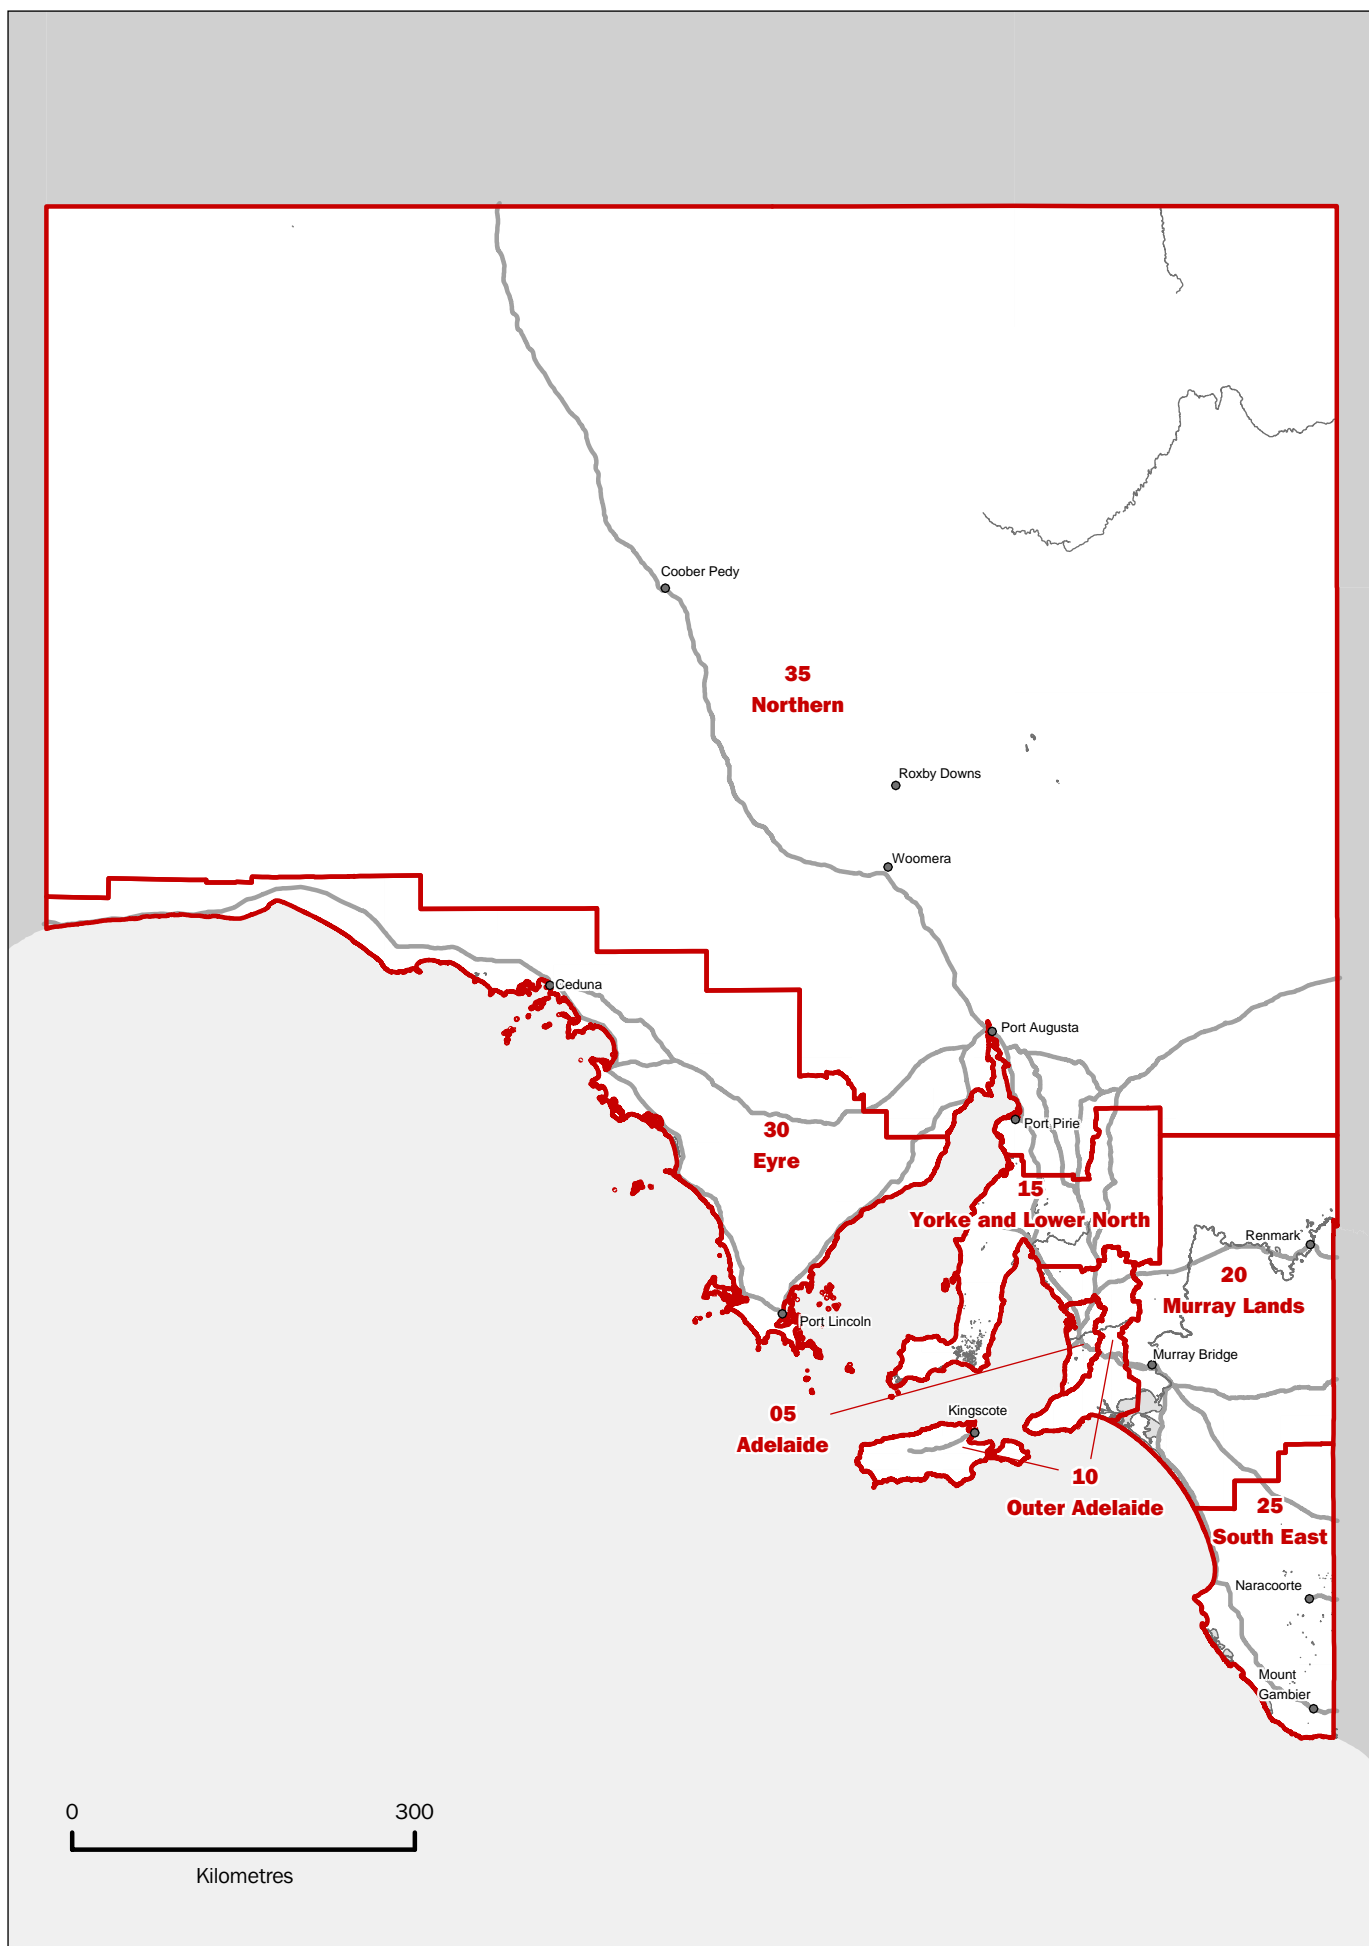 Coober Pedy
35
Northern
Roxby Downs
Woomera
Ceduna
Port Augusta
Port Pirie
30
Eyre
15
Yorke and Lower North
Renmark
20
Murray Lands
Port Lincoln
Murray Bridge
05
Adelaide
Kingscote
10
Outer Adelaide
25
South East
Naracoorte
Mount
Gambier
0 300
Kilometres